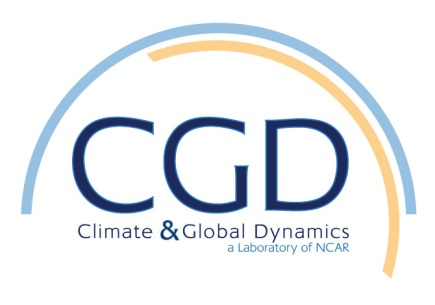 CGD
Climate & Global Dynamics
a Laboratory of NCAR